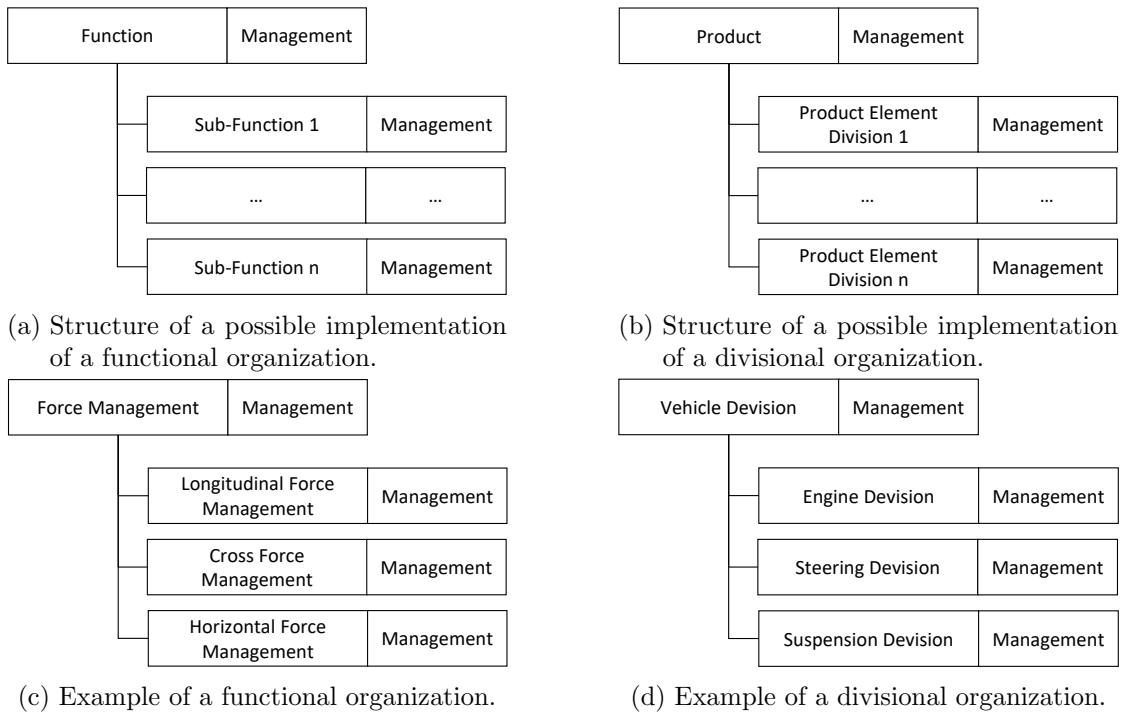 Function Management
Sub-Function 1 Management
... ...
Sub-Function n Management
(a) Structure of a possible implementation
of a functional organization.
Product Management
Product Element
Division 1
Management
... ...
Product Element
Division n
Management
(b) Structure of a possible implementation
of a divisional organization.
Force Management Management
Longitudinal Force
Management
Management
Cross Force
Management
Management
Horizontal Force
Management
Management
(c) Example of a functional organization.
Vehicle Devision Management
Engine Devision Management
Steering Devision Management
Suspension Devision Management
(d) Example of a divisional organization.